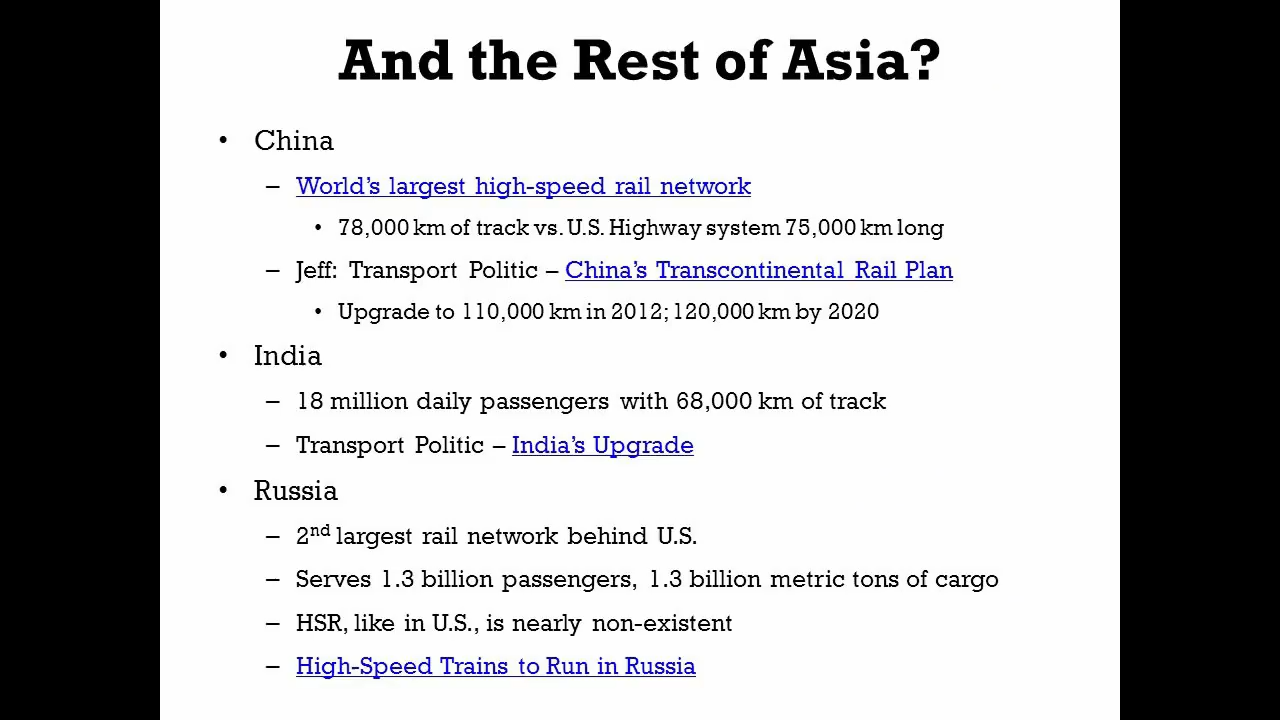 And the Rest of Asia?
• China
– World's largest high-speed rail network
• 78,000 km of track vs. U.S. Highway system 75,000 km long
– Jeff: Transport Politic – China's Transcontinental Rail Plan
• Upgrade to 110,000 km in 2012; 120,000 km by 2020
• India
– 18 million daily passengers with 68,000 km of track
– Transport Politic – India's Upgrade
• Russia
– 2nd largest rail network behind U.S.
– Serves 1.3 billion passengers, 1.3 billion metric tons of cargo
– HSR, like in U.S., is nearly non-existent
– High-Speed Trains to Run in Russia